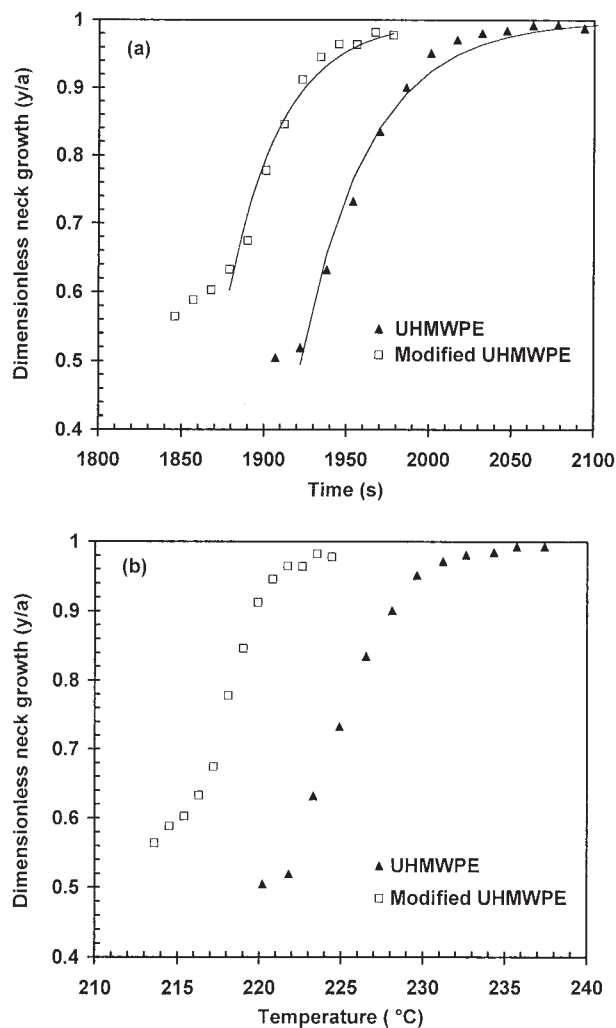 (a)
Dimensionless neck growth (y/a)
1
0.9
0.8
0.7
0.6
0.5
0.4
UHMWPE
Modified UHMWPE
1800 1850 1900 1950 2000 2050 2100
Time (s)
(b)
Dimensionless neck growth (y/a)
1
0.9
0.8
0.7
0.6
0.5
0.4
UHMWPE
Modified UHMWPE
210 215 220 225 230 235 240
Temperature ( °C)